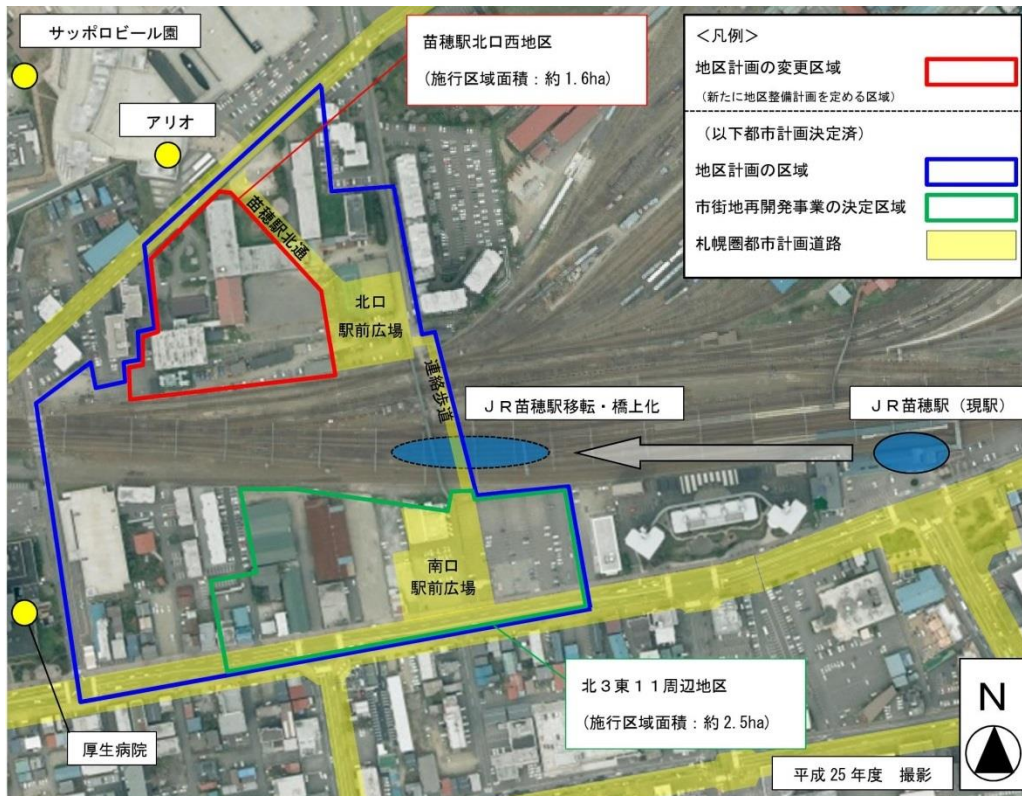 サッポロビール園
アリオ
苗穂駅北口西地区
(施行区域面積：約1.6ha)
＜凡例＞
地区計画の変更区域
(新たに地区整備計画を定める区域)
(以下都市計画決定済)
地区計画の区域
市街地再開発事業の決定区域
札幌圏都市計画道路
苗穂駅北通
北口
駅前広場
連絡歩道
ＪＲ苗穂駅移転・橋上化
ＪＲ苗穂駅（現駅）
南口
駅前広場
北３東１１周辺地区
(施行区域面積：約2.5ha)
厚生病院
N
平成25年度　撮影